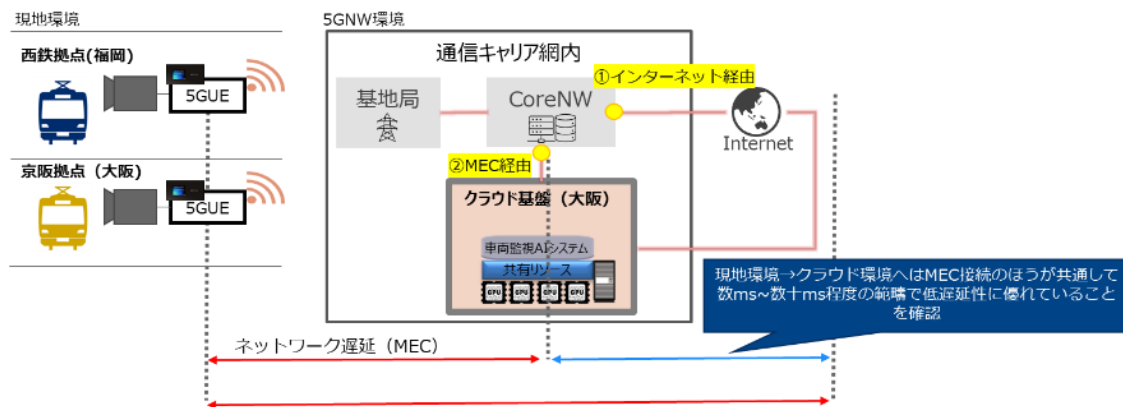 現地環境
西鉄拠点(福岡)
5GUE
京阪拠点（大阪)
5GUE
5GNW環境
通信キャリア網内
基地局
CoreNW
①インターネット経由
Internet
②MEC経由
クラウド基盤（大阪）
車両監視AIシステム
共有リソース
GPU
GPU
GPU
GPU
現地環境→クラウド環境へはMEC接続のほうが共通して
数ms~数十ms程度の範疇で低遅延性に優れていること
を確認
ネットワーク遅延（MEC）